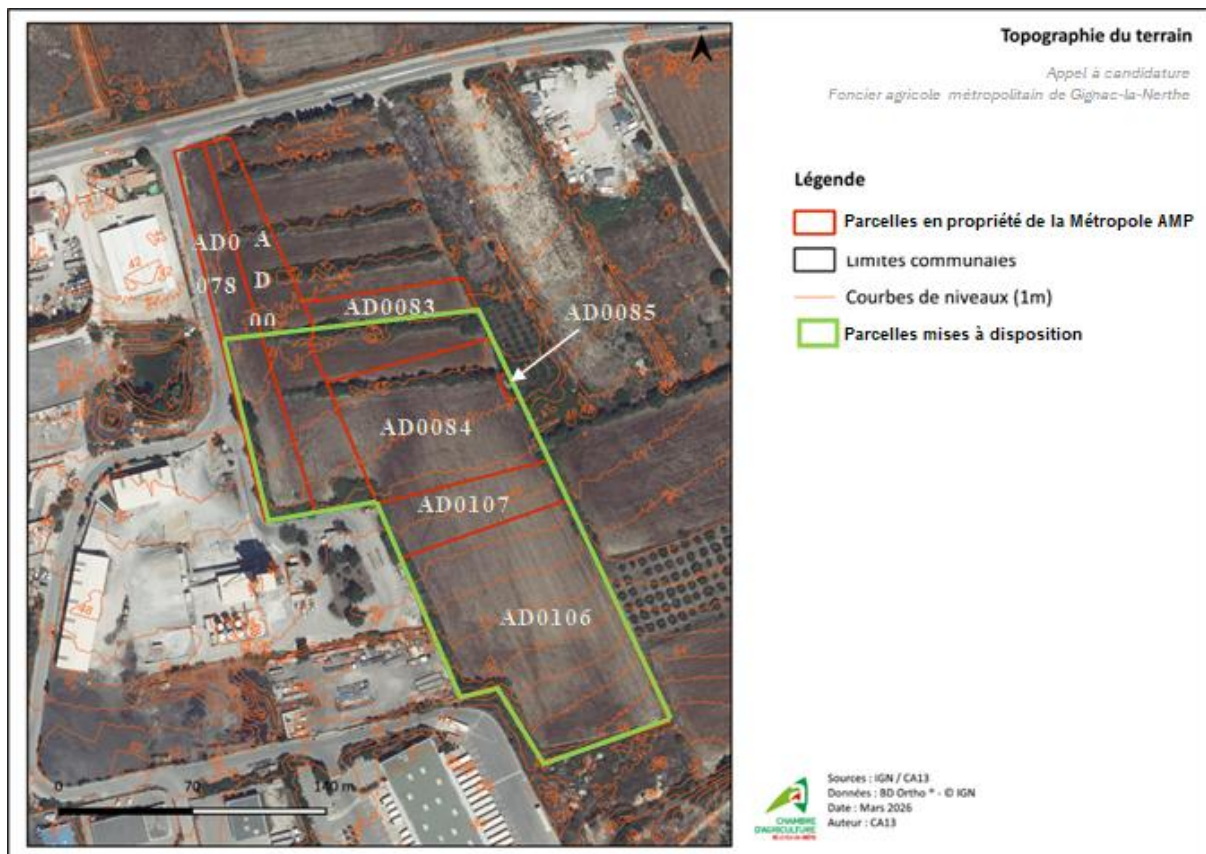 Topographie du terrain
Appel à candidature
Foncier agricole métropolitain de Gignac-la-Nerthe
Légende
Parcelles en propriété de la Métropole AMP
Limites communales
Courbes de niveaux (1m)
Parcelles mises à disposition
AD0
078
A
D
00
AD0083
AD0085
AD0084
AD0107
AD0106
42
48
0 70 140 m
CHAMBRE
D'AGRICULTURE
Sources : IGN / CA13
Données : BD Ortho ® - © IGN
Date : Mars 2026
Auteur : CA13